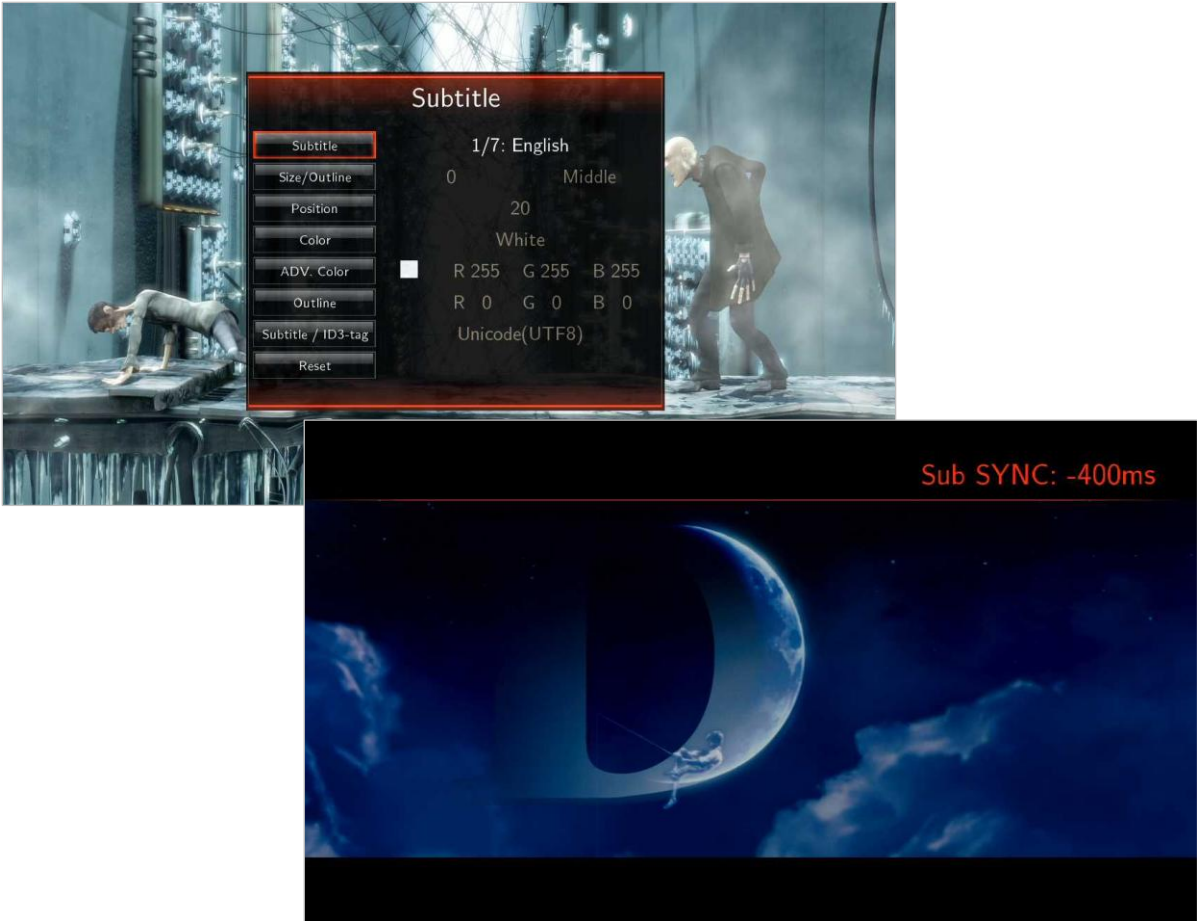 Subtitle
Subtitle 1/7: English
Size/Outline 0 Middle
Position 20
Color White
ADV. Color R 255 G 255 B 255
Outline R 0 G 0 B 0
Subtitle / ID3-tag Unicode(UTF8)
Reset
Sub SYNC: -400ms
D